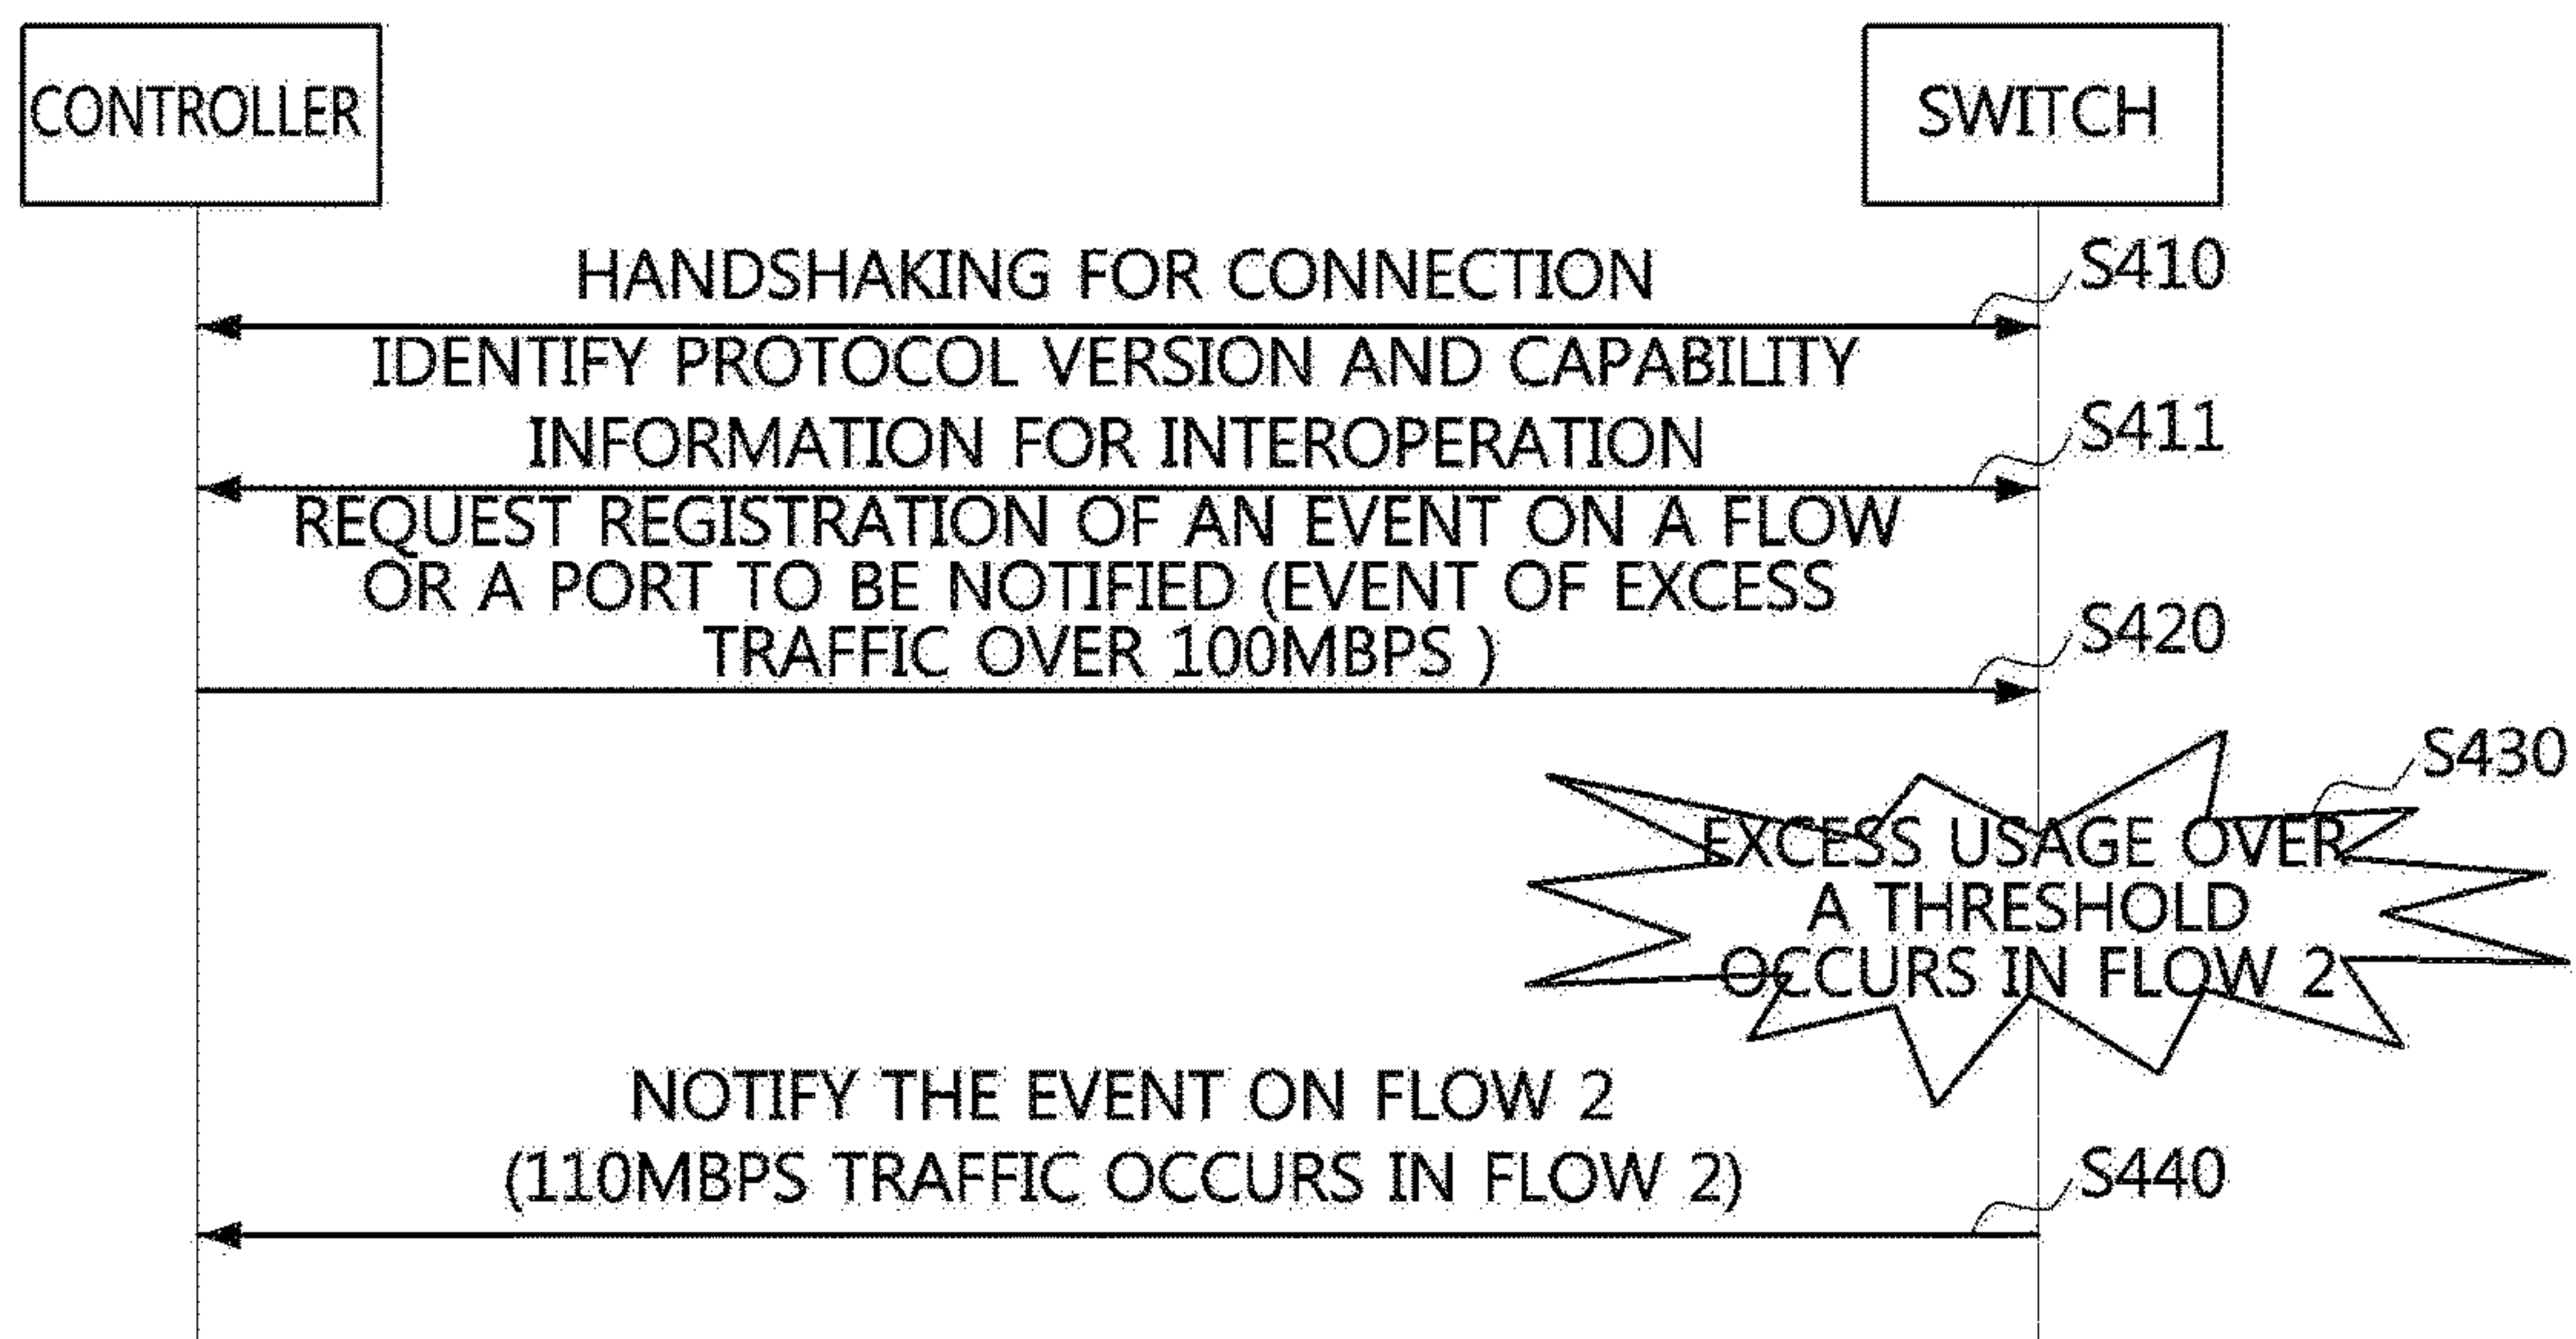 CONTROLLER
SWITCH
HANDSHAKING FOR CONNECTION
S410
IDENTIFY PROTOCOL VERSION AND CAPABILITY
INFORMATION FOR INTEROPERATION
S411
REQUEST REGISTRATION OF AN EVENT ON A FLOW
OR A PORT TO BE NOTIFIED (EVENT OF EXCESS
TRAFFIC OVER 100MBPS )
S420
S430
EXCESS USAGE OVER
A THRESHOLD
OCCURS IN FLOW 2
NOTIFY THE EVENT ON FLOW 2
(110MBPS TRAFFIC OCCURS IN FLOW 2)
S440